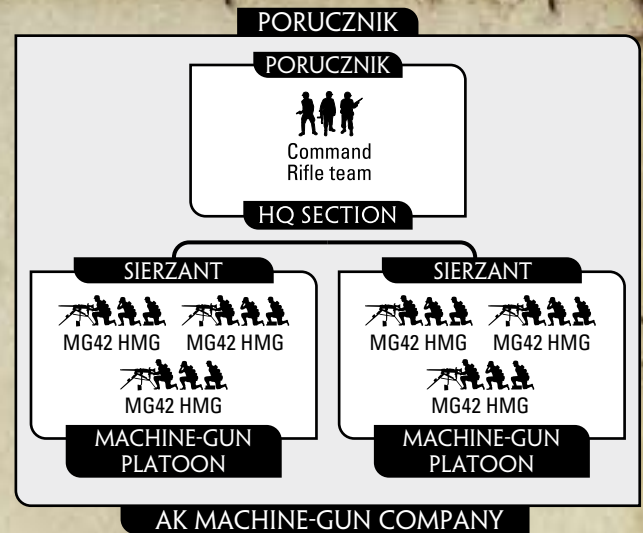 PORUCZNIK
PORUCZNIK
Command
Rifle team
HQ SECTION
SIERZANT
MG42 HMG MG42 HMG
MG42 HMG
MACHINE-GUN
PLATOON
SIERZANT
MG42 HMG MG42 HMG
MG42 HMG
MACHINE-GUN
PLATOON
AK MACHINE-GUN COMPANY